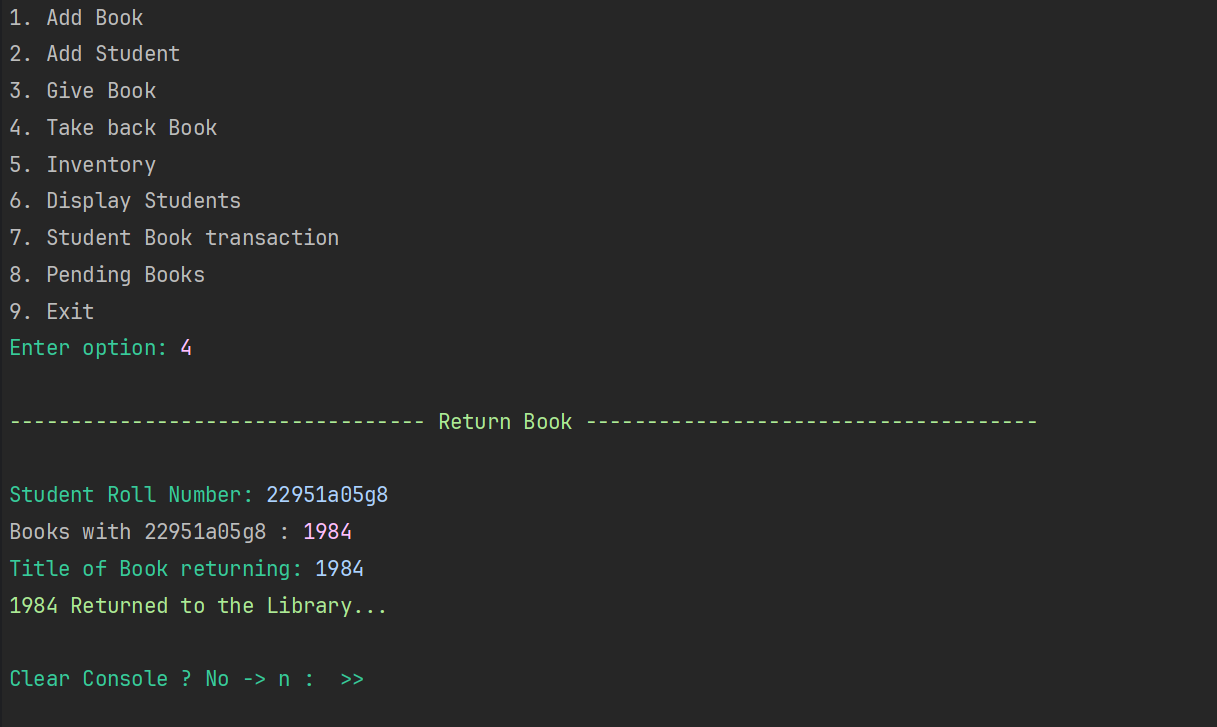 1. Add Book
2. Add Student
3. Give Book
4. Take back Book
5. Inventory
6. Display Students
7. Student Book transaction
8. Pending Books
9. Exit
Enter option: 4
---------------------------------- Return Book -------------------------------------
Student Roll Number: 22951a05g8
Books with 22951a05g8 : 1984
Title of Book returning: 1984
1984 Returned to the Library...
Clear Console ? No -> n :  >>